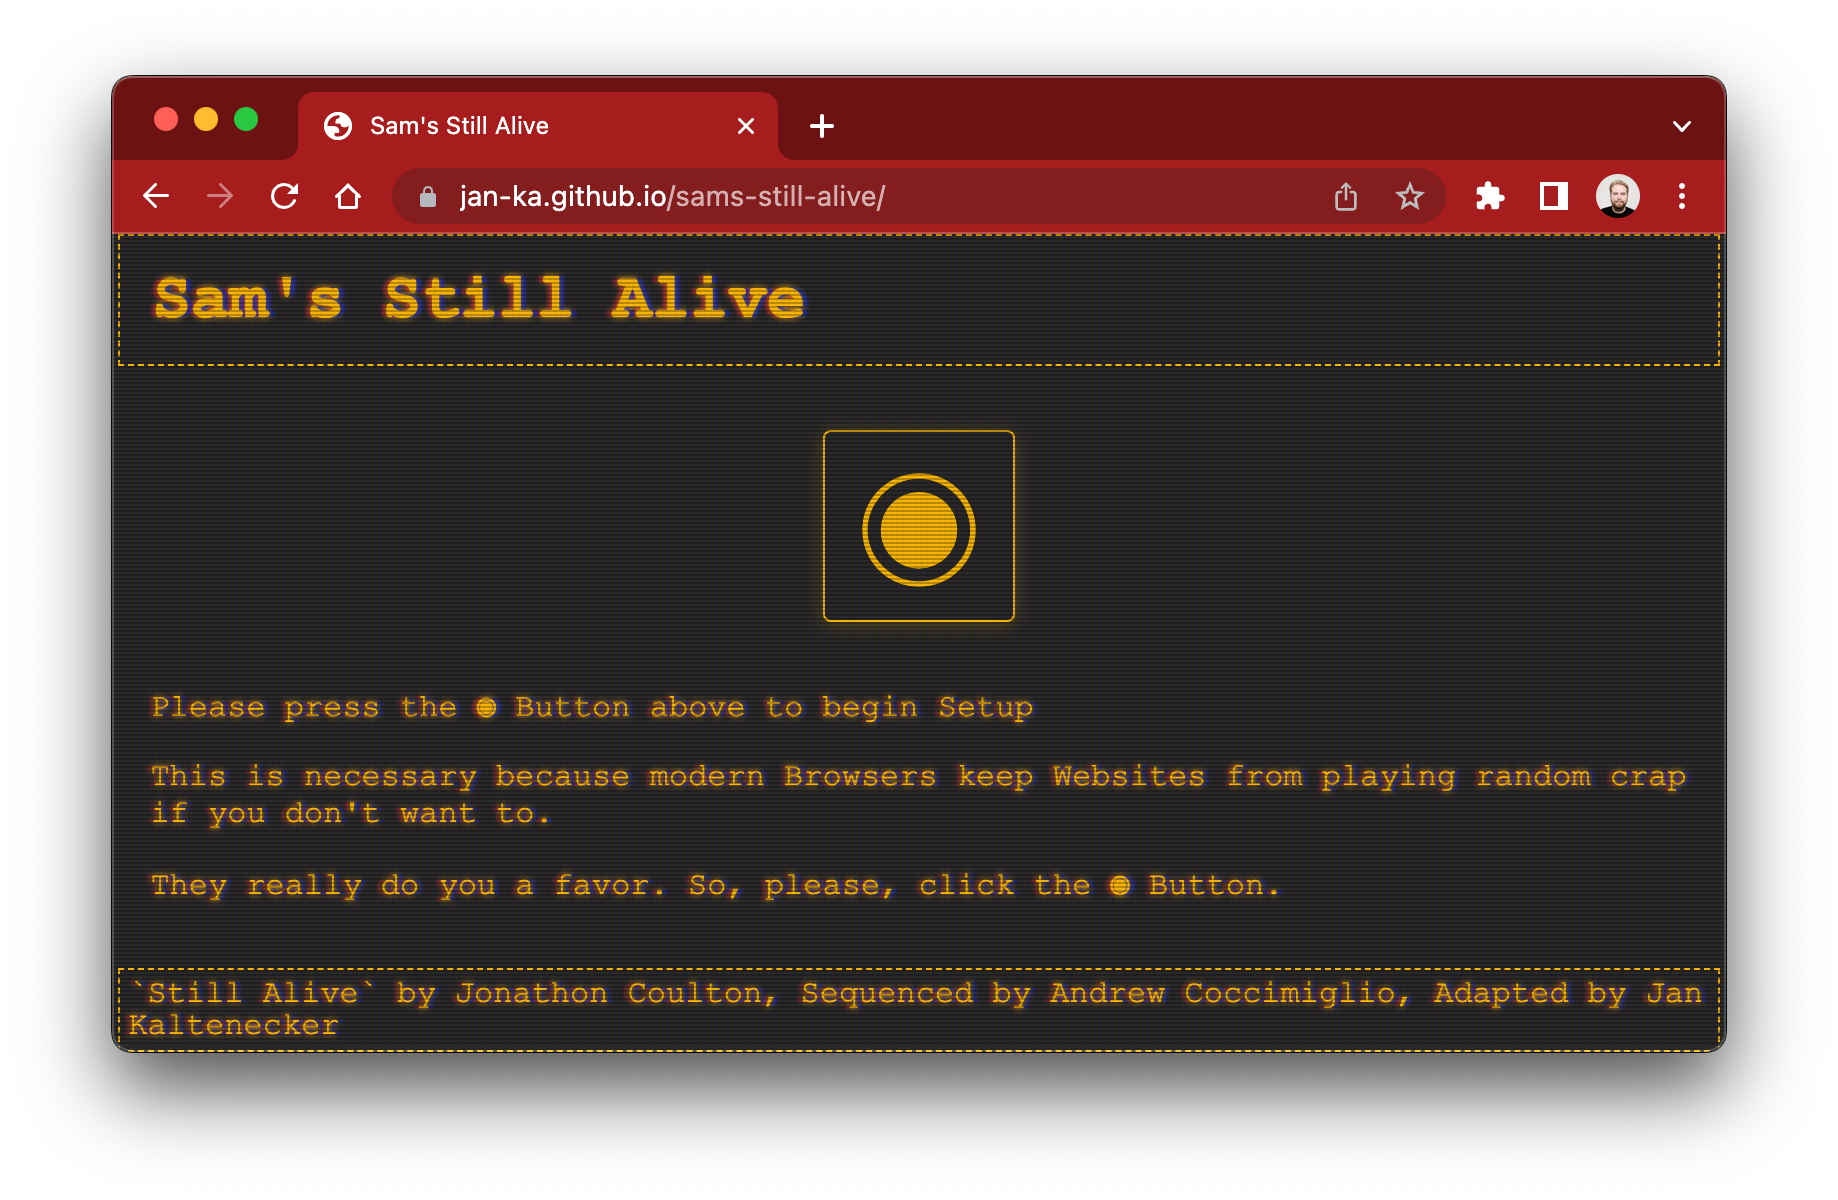 Sam's Still Alive
jan-ka.github.io/sams-still-alive/
Sam's Still Alive
Please press the ◉ Button above to begin Setup
This is necessary because modern Browsers keep Websites from playing random crap
if you don't want to.
They really do you a favor. So, please, click the ◉ Button.
`Still Alive` by Jonathon Coulton, Sequenced by Andrew Coccimiglio, Adapted by Jan
Kaltenecker